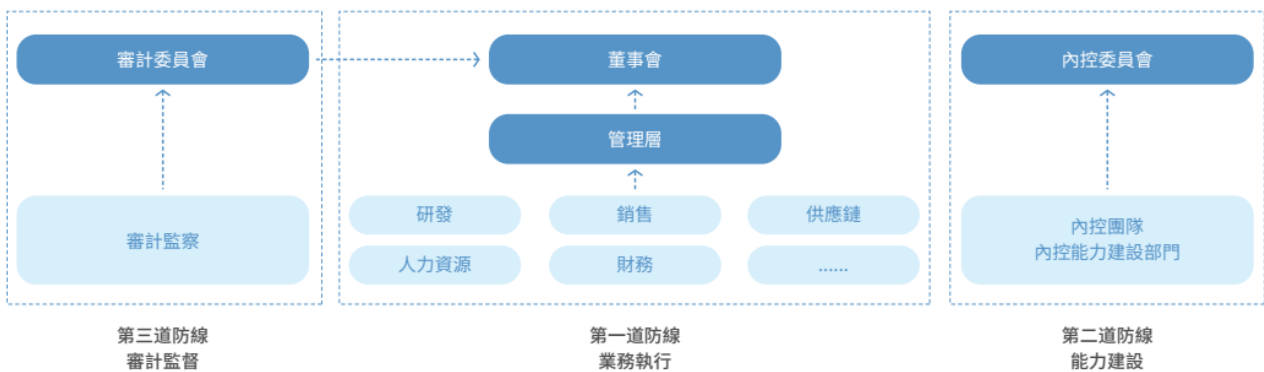 審計委員會
董事會
內控委員會
管理層
審計監察
研發
銷售
供應鏈
人力資源
財務
......
內控團隊
內控能力建設部門
第三道防線
審計監督
第一道防線
業務執行
第二道防線
能力建設